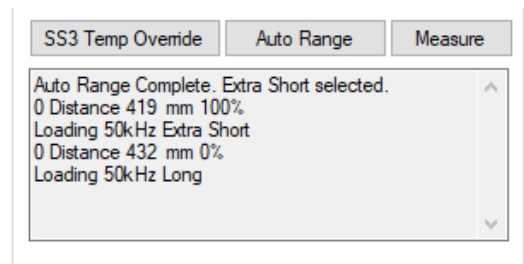 SS3 Temp Override
Auto Range
Measure
Auto Range Complete. Extra Short selected.
0 Distance 419 mm 100%
Loading 50kHz Extra Short
0 Distance 432 mm 0%
Loading 50kHz Long